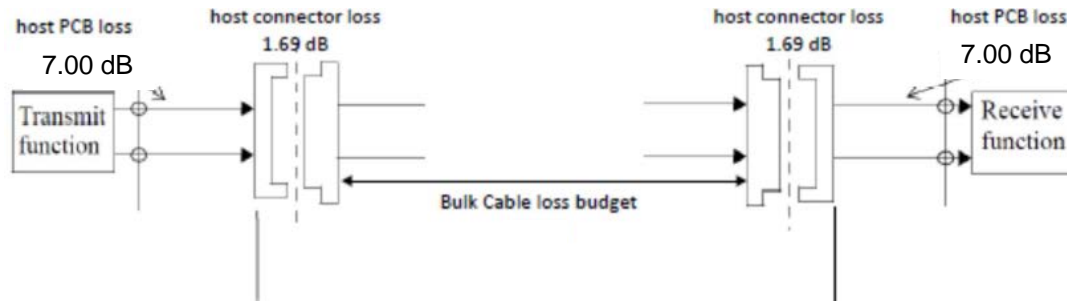 host PCB loss
7.00 dB
host connector loss
1.69 dB
host connector loss
1.69 dB
host PCB loss
7.00 dB
Transmit
function
Receive
function
Bulk Cable loss budget